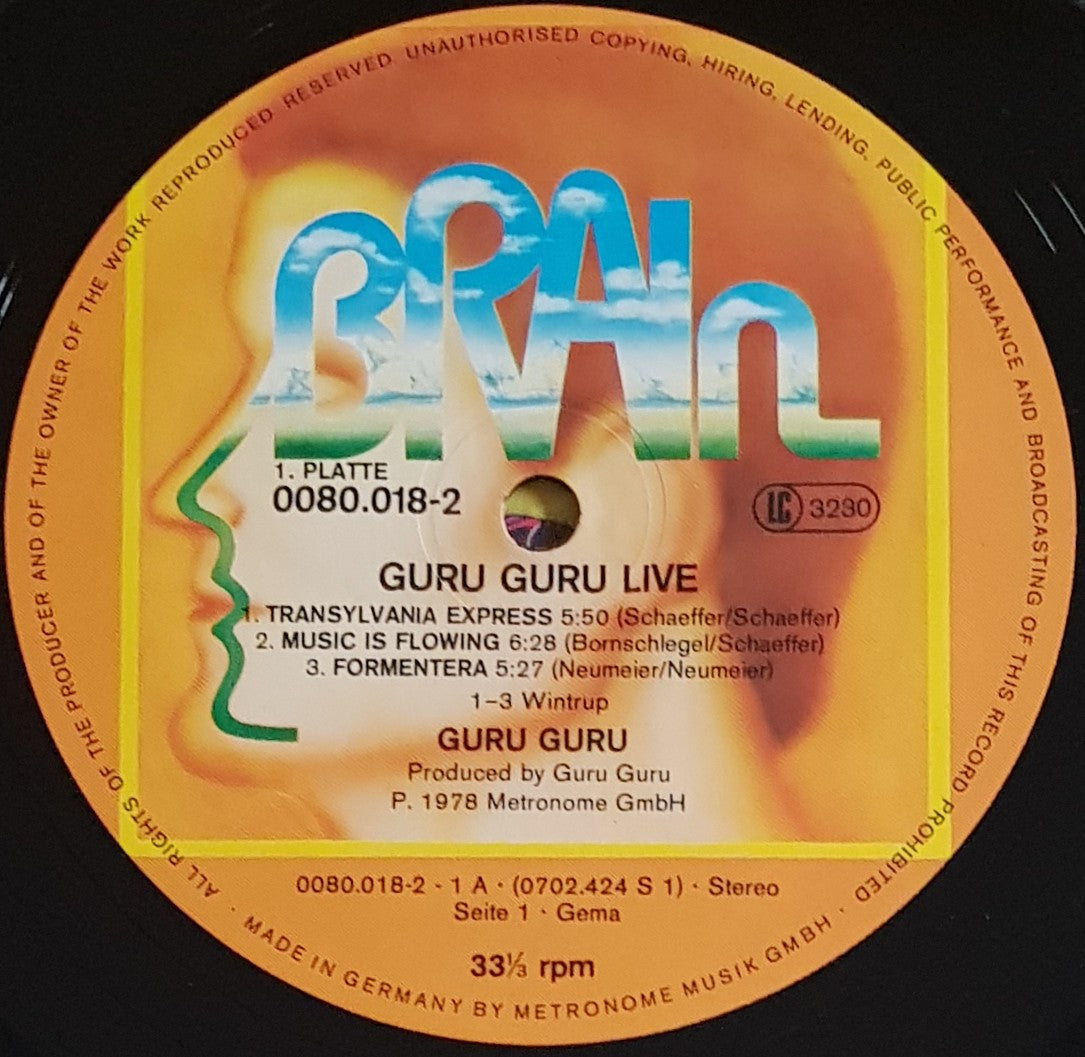 ALL RIGHTS OF THE PRODUCER AND OF THE OWNER OF THE WORK REPRODUCED RESERVED UNAUTHORISED COPYING, HIRING, LENDING, PUBLIC PERFORMANCE AND BROADCASTING OF THIS RECORD PROHIBITED
BRAIn
1. PLATTE
0080.018-2
LC 3280
GURU GURU LIVE
1. TRANSYLVANIA EXPRESS 5:50 (Schaeffer/Schaeffer)
2. MUSIC IS FLOWING 6:28 (Bornschlegel/Schaeffer)
3. FORMENTERA 5:27 (Neumeier/Neumeier)
1-3 Wintrup
GURU GURU
Produced by Guru Guru
P. 1978 Metronome GmbH
0080.018-2 · 1 A · (0702.424 S 1) · Stereo
Seite 1 · Gema
33⅓ rpm
· MADE IN GERMANY BY METRONOME MUSIK GMBH ·